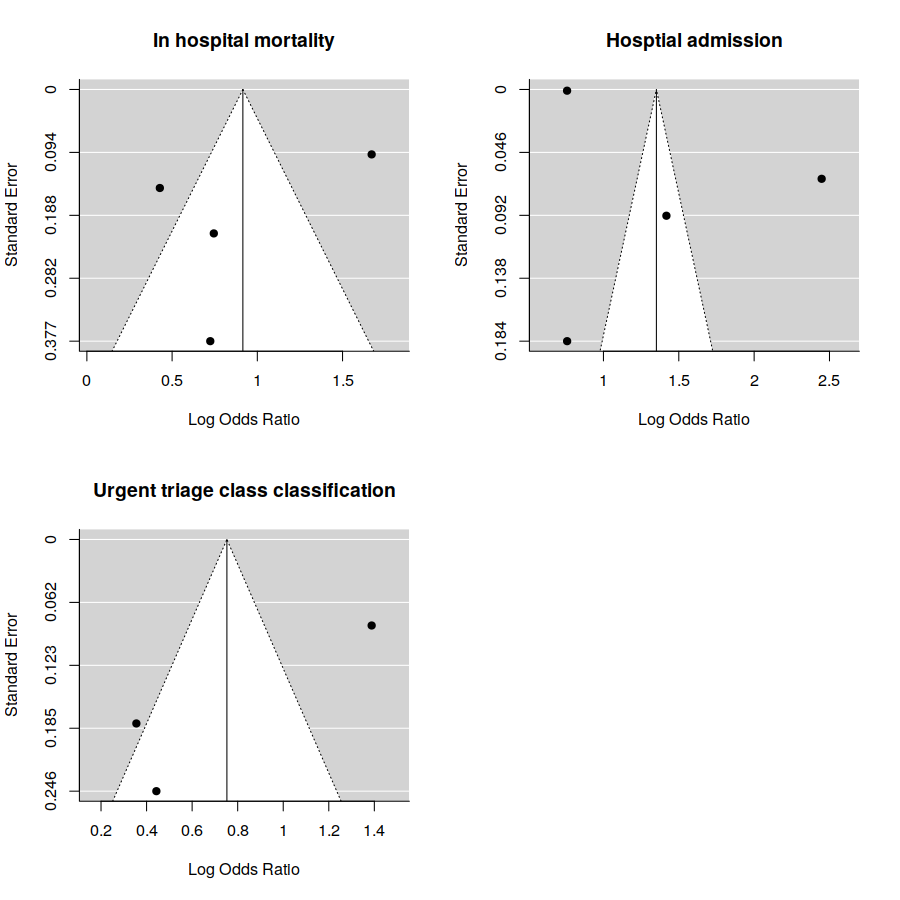 In hospital mortality
Standard Error
0
0.094
0.188
0.282
0.377
0 0.5 1 1.5
Log Odds Ratio
Hosptial admission
Standard Error
0
0.046
0.092
0.138
0.184
1 1.5 2 2.5
Log Odds Ratio
Urgent triage class classification
Standard Error
0
0.062
0.123
0.185
0.246
0.2 0.4 0.6 0.8 1 1.2 1.4
Log Odds Ratio